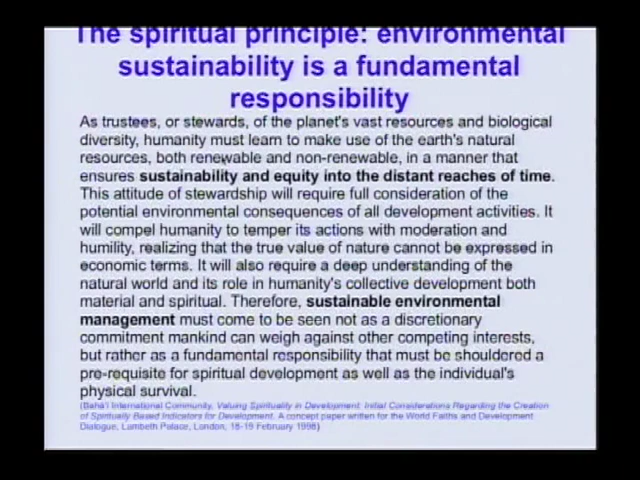 The spiritual principle: environmental
sustainability is a fundamental
responsibility
As trustees, or stewards, of the planet's vast resources and biological
diversity, humanity must learn to make use of the earth's natural
resources, both renewable and non-renewable, in a manner that
ensures sustainability and equity into the distant reaches of time.
This attitude of stewardship will require full consideration of the
potential environmental consequences of all development activities. It
will compel humanity to temper its actions with moderation and
humility, realizing that the true value of nature cannot be expressed in
economic terms. It will also require a deep understanding of the
natural world and its role in humanity's collective development both
material and spiritual. Therefore, sustainable environmental
management must come to be seen not as a discretionary
commitment mankind can weigh against other competing interests,
but rather as a fundamental responsibility that must be shouldered a
pre-requisite for spiritual development as well as the individual's
physical survival.
(Bahá'í International Community, Valuing Spirituality in Development: Initial Considerations Regarding the Creation
of Spiritually Based Indicators for Development. A concept paper written for the World Faiths and Development
Dialogue, Lambeth Palace, London, 18-19 February 1998)